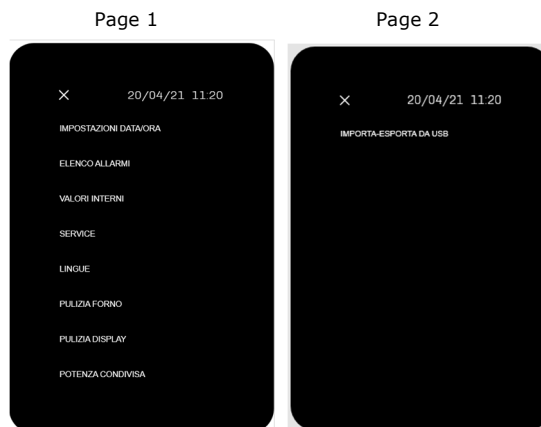 Page 1
× 20/04/21 11:20
IMPOSTAZIONI DATA/ORA
ELENCO ALLARMI
VALORI INTERNI
SERVICE
LINGUE
PULIZIA FORNO
PULIZIA DISPLAY
POTENZA CONDIVISA
Page 2
× 20/04/21 11:20
IMPORTA-ESPORTA DA USB